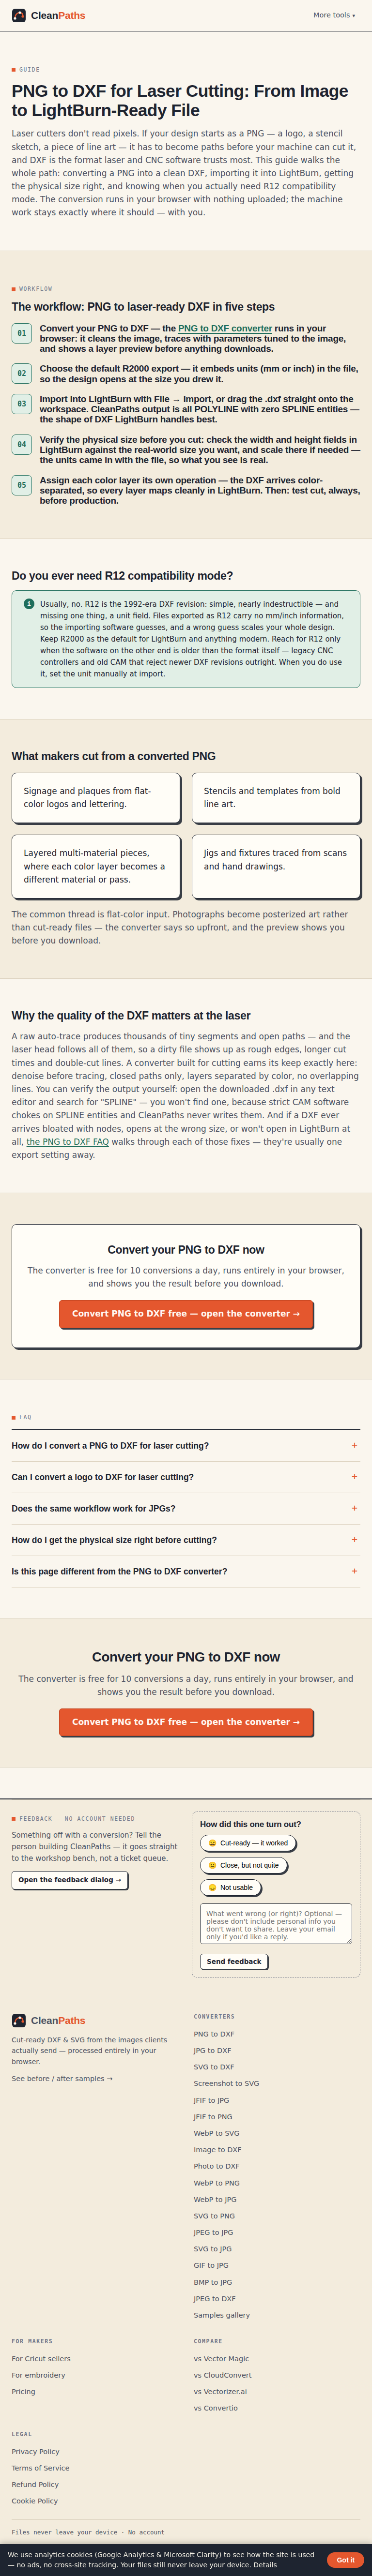 CleanPaths
More tools ▾
GUIDE
PNG to DXF for Laser Cutting: From Image
to LightBurn-Ready File
Laser cutters don't read pixels. If your design starts as a PNG — a logo, a stencil
sketch, a piece of line art — it has to become paths before your machine can cut it,
and DXF is the format laser and CNC software trusts most. This guide walks the
whole path: converting a PNG into a clean DXF, importing it into LightBurn, getting
the physical size right, and knowing when you actually need R12 compatibility
mode. The conversion runs in your browser with nothing uploaded; the machine
work stays exactly where it should — with you.
WORKFLOW
The workflow: PNG to laser-ready DXF in five steps
01
Convert your PNG to DXF — the PNG to DXF converter runs in your
browser: it cleans the image, traces with parameters tuned to the image,
and shows a layer preview before anything downloads.
02
Choose the default R2000 export — it embeds units (mm or inch) in the file,
so the design opens at the size you drew it.
03
Import into LightBurn with File → Import, or drag the .dxf straight onto the
workspace. CleanPaths output is all POLYLINE with zero SPLINE entities —
the shape of DXF LightBurn handles best.
04
Verify the physical size before you cut: check the width and height fields in
LightBurn against the real-world size you want, and scale there if needed —
the units came in with the file, so what you see is real.
05
Assign each color layer its own operation — the DXF arrives color-
separated, so every layer maps cleanly in LightBurn. Then: test cut, always,
before production.
Do you ever need R12 compatibility mode?
i
Usually, no. R12 is the 1992-era DXF revision: simple, nearly indestructible — and
missing one thing, a unit field. Files exported as R12 carry no mm/inch information,
so the importing software guesses, and a wrong guess scales your whole design.
Keep R2000 as the default for LightBurn and anything modern. Reach for R12 only
when the software on the other end is older than the format itself — legacy CNC
controllers and old CAM that reject newer DXF revisions outright. When you do use
it, set the unit manually at import.
What makers cut from a converted PNG
Signage and plaques from flat-
color logos and lettering.
Stencils and templates from bold
line art.
Layered multi-material pieces,
where each color layer becomes a
different material or pass.
Jigs and fixtures traced from scans
and hand drawings.
The common thread is flat-color input. Photographs become posterized art rather
than cut-ready files — the converter says so upfront, and the preview shows you
before you download.
Why the quality of the DXF matters at the laser
A raw auto-trace produces thousands of tiny segments and open paths — and the
laser head follows all of them, so a dirty file shows up as rough edges, longer cut
times and double-cut lines. A converter built for cutting earns its keep exactly here:
denoise before tracing, closed paths only, layers separated by color, no overlapping
lines. You can verify the output yourself: open the downloaded .dxf in any text
editor and search for "SPLINE" — you won't find one, because strict CAM software
chokes on SPLINE entities and CleanPaths never writes them. And if a DXF ever
arrives bloated with nodes, opens at the wrong size, or won't open in LightBurn at
all, the PNG to DXF FAQ walks through each of those fixes — they're usually one
export setting away.
Convert your PNG to DXF now
The converter is free for 10 conversions a day, runs entirely in your browser,
and shows you the result before you download.
Convert PNG to DXF free — open the converter →
FAQ
How do I convert a PNG to DXF for laser cutting? +
Can I convert a logo to DXF for laser cutting? +
Does the same workflow work for JPGs? +
How do I get the physical size right before cutting? +
Is this page different from the PNG to DXF converter? +
Convert your PNG to DXF now
The converter is free for 10 conversions a day, runs entirely in your browser, and
shows you the result before you download.
Convert PNG to DXF free — open the converter →
FEEDBACK — NO ACCOUNT NEEDED
Something off with a conversion? Tell the
person building CleanPaths — it goes straight
to the workshop bench, not a ticket queue.
Open the feedback dialog →
How did this one turn out?
Cut-ready — it worked
Close, but not quite
Not usable
What went wrong (or right)? Optional —
please don't include personal info you
don't want to share. Leave your email
only if you'd like a reply.
Send feedback
CleanPaths
Cut-ready DXF & SVG from the images clients
actually send — processed entirely in your
browser.
See before / after samples →
CONVERTERS
PNG to DXF
JPG to DXF
SVG to DXF
Screenshot to SVG
JFIF to JPG
JFIF to PNG
WebP to SVG
Image to DXF
Photo to DXF
WebP to PNG
WebP to JPG
SVG to PNG
JPEG to JPG
SVG to JPG
GIF to JPG
BMP to JPG
JPEG to DXF
Samples gallery
FOR MAKERS
For Cricut sellers
For embroidery
Pricing
COMPARE
vs Vector Magic
vs CloudConvert
vs Vectorizer.ai
vs Convertio
LEGAL
Privacy Policy
Terms of Service
Refund Policy
Cookie Policy
Files never leave your device · No account
We use analytics cookies (Google Analytics & Microsoft Clarity) to see how the site is used
— no ads, no cross-site tracking. Your files still never leave your device. Details
Got it